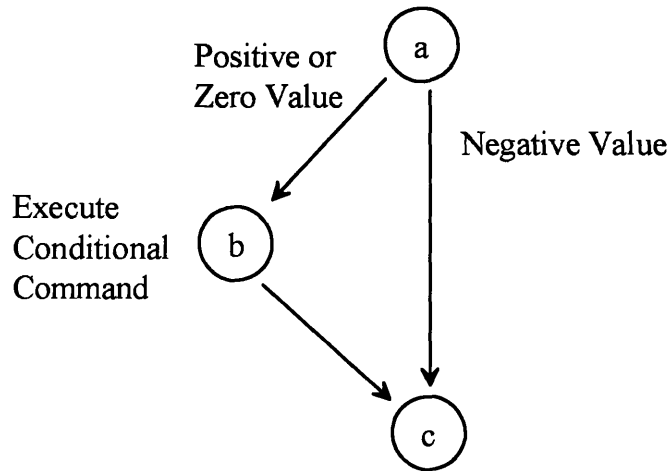 a
Positive or
Zero Value
Negative Value
Execute
Conditional
Command
b
c